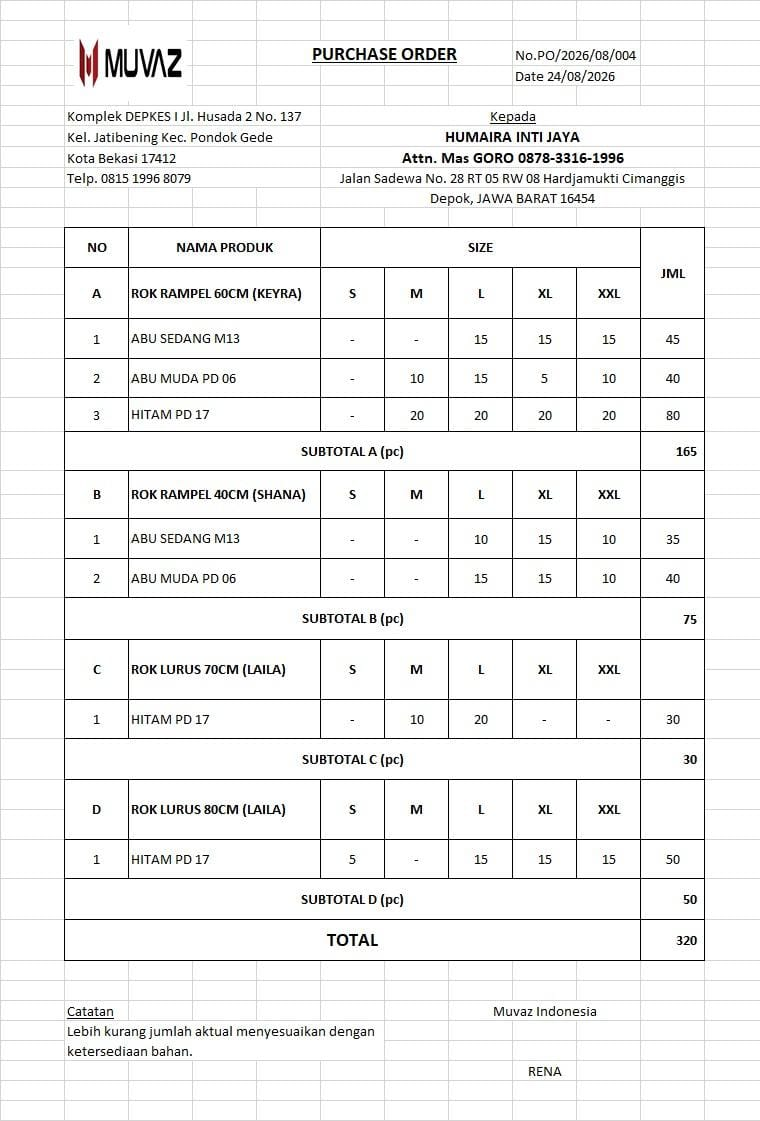 MUVAZ
PURCHASE ORDER
No.PO/2026/08/004
Date 24/08/2026
Komplek DEPKES I Jl. Husada 2 No. 137
Kel. Jatibening Kec. Pondok Gede
Kota Bekasi 17412
Telp. 0815 1996 8079
Kepada
HUMAIRA INTI JAYA
Attn. Mas GORO 0878-3316-1996
Jalan Sadewa No. 28 RT 05 RW 08 Hardjamukti Cimanggis
Depok, JAWA BARAT 16454
NO NAMA PRODUK SIZE JML
A ROK RAMPEL 60CM (KEYRA) S M L XL XXL
1 ABU SEDANG M13 - - 15 15 15 45
2 ABU MUDA PD 06 - 10 15 5 10 40
3 HITAM PD 17 - 20 20 20 20 80
SUBTOTAL A (pc) 165
B ROK RAMPEL 40CM (SHANA) S M L XL XXL
1 ABU SEDANG M13 - - 10 15 10 35
2 ABU MUDA PD 06 - - 15 15 10 40
SUBTOTAL B (pc) 75
C ROK LURUS 70CM (LAILA) S M L XL XXL
1 HITAM PD 17 - 10 20 - - 30
SUBTOTAL C (pc) 30
D ROK LURUS 80CM (LAILA) S M L XL XXL
1 HITAM PD 17 5 - 15 15 15 50
SUBTOTAL D (pc) 50
TOTAL 320
Catatan
Lebih kurang jumlah aktual menyesuaikan dengan
ketersediaan bahan.
Muvaz Indonesia
RENA